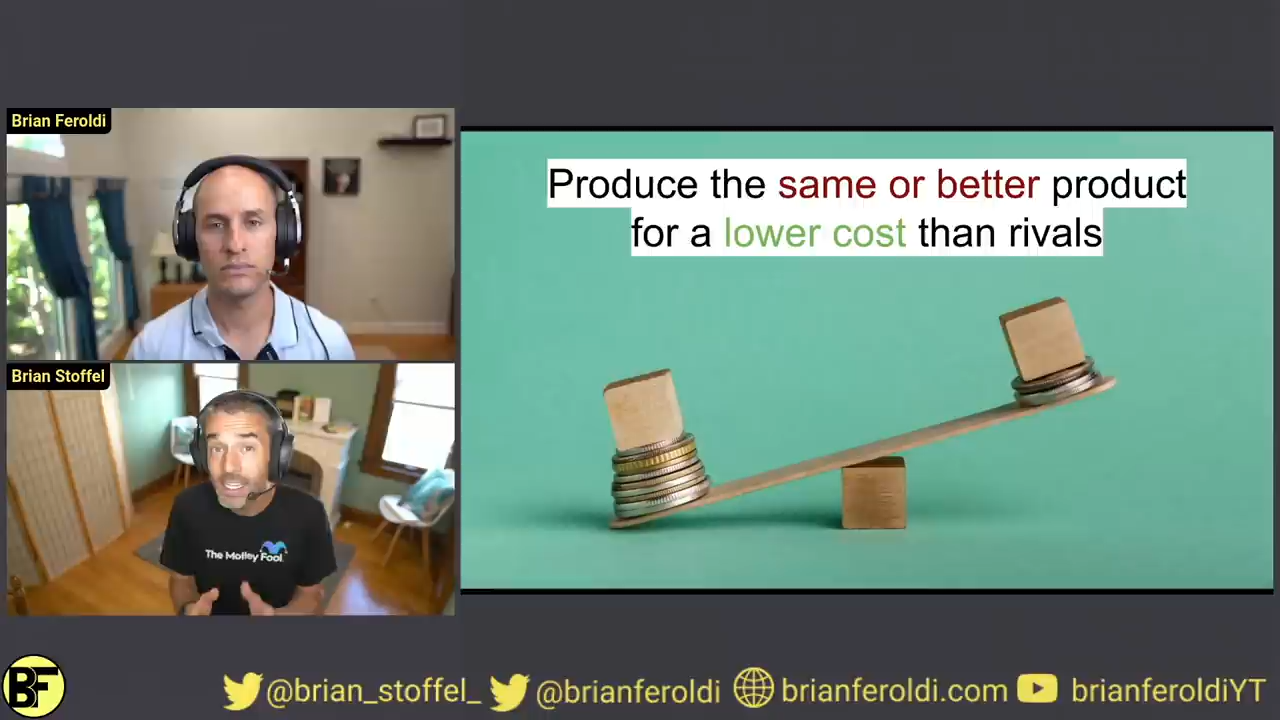 Brian Feroldi
Produce the same or better product
for a lower cost than rivals
Brian Stoffel
The Motley Fool
BF
@brian_stoffel_
@brianferoldi
brianferoldi.com
brianferoldiYT